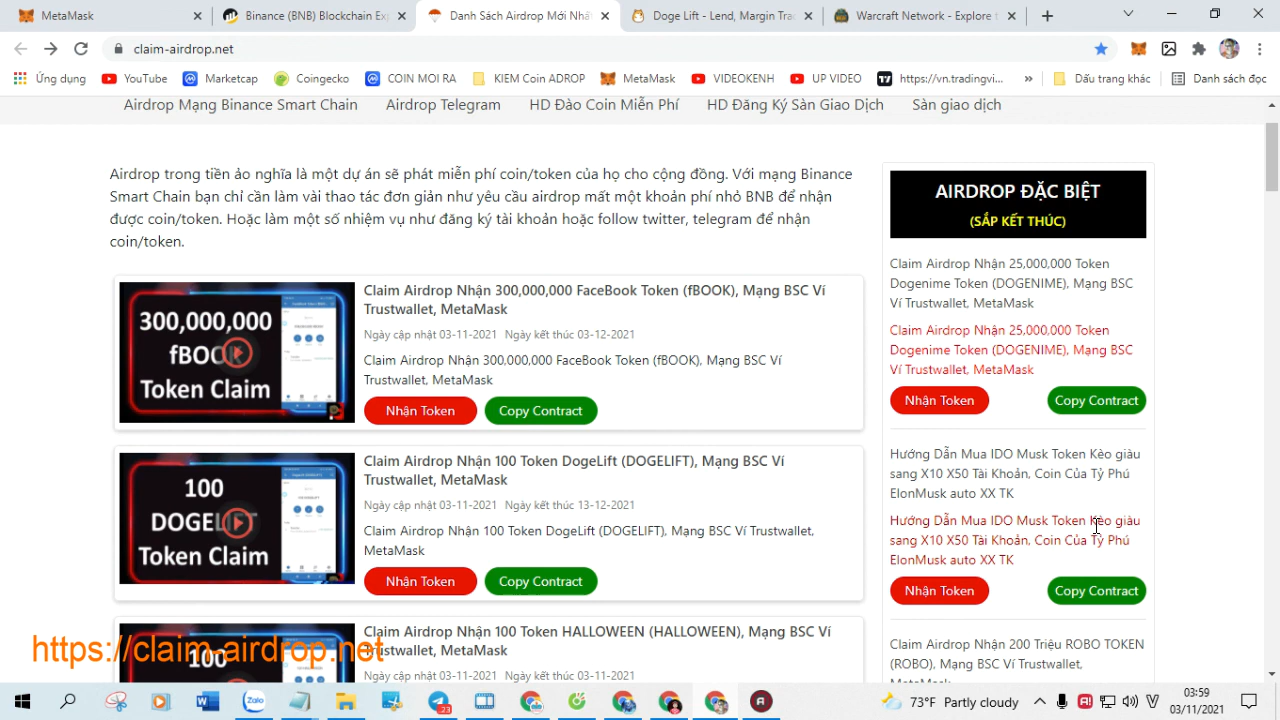 MetaMask
Binance (BNB) Blockchain Ex
Danh Sách Airdrop Mới Nhấ
Doge Lift - Lend, Margin Tra
Warcraft Network - Explore t
claim-airdrop.net
Ứng dụng
YouTube
Marketcap
Coingecko
COIN MOI RA
KIEM Coin ADROP
MetaMask
VIDEOKENH
UP VIDEO
https://vn.tradingvi...
Dấu trang khác
Danh sách đọc
Airdrop Mạng Binance Smart Chain
Airdrop Telegram
HD Đào Coin Miễn Phí
HD Đăng Ký Sàn Giao Dịch
Sàn giao dịch
Airdrop trong tiền ảo nghĩa là một dự án sẽ phát miễn phí coin/token của họ cho cộng đồng. Với mạng Binance
Smart Chain bạn chỉ cần làm vài thao tác đơn giản như yêu cầu airdrop mất một khoản phí nhỏ BNB để nhận
được coin/token. Hoặc làm một số nhiệm vụ như đăng ký tài khoản hoặc follow twitter, telegram để nhận
coin/token.
300,000,000
fBOOK
Token Claim
Claim Airdrop Nhận 300,000,000 FaceBook Token (fBOOK), Mạng BSC Ví
Trustwallet, MetaMask
Ngày cập nhật 03-11-2021 Ngày kết thúc 03-12-2021
Claim Airdrop Nhận 300,000,000 FaceBook Token (fBOOK), Mạng BSC Ví
Trustwallet, MetaMask
Nhận Token
Copy Contract
100
DOGELIFT
Token Claim
Claim Airdrop Nhận 100 Token DogeLift (DOGELIFT), Mạng BSC Ví
Trustwallet, MetaMask
Ngày cập nhật 03-11-2021 Ngày kết thúc 13-12-2021
Claim Airdrop Nhận 100 Token DogeLift (DOGELIFT), Mạng BSC Ví Trustwallet,
MetaMask
Nhận Token
Copy Contract
100
Claim Airdrop Nhận 100 Token HALLOWEEN (HALLOWEEN), Mạng BSC Ví
Trustwallet, MetaMask
Ngày cập nhật 03-11-2021 Ngày kết thúc 03-12-2021
https://claim-airdrop.net
AIRDROP ĐẶC BIỆT
(SẮP KẾT THÚC)
Claim Airdrop Nhận 25,000,000 Token
Dogenime Token (DOGENIME), Mạng BSC
Ví Trustwallet, MetaMask
Claim Airdrop Nhận 25,000,000 Token
Dogenime Token (DOGENIME), Mạng BSC
Ví Trustwallet, MetaMask
Nhận Token
Copy Contract
Hướng Dẫn Mua IDO Musk Token Kèo giàu
sang X10 X50 Tài Khoản, Coin Của Tỷ Phú
ElonMusk auto XX TK
Hướng Dẫn Mua IDO Musk Token Kèo giàu
sang X10 X50 Tài Khoản, Coin Của Tỷ Phú
ElonMusk auto XX TK
Nhận Token
Copy Contract
Claim Airdrop Nhận 200 Triệu ROBO TOKEN
(ROBO), Mạng BSC Ví Trustwallet,
MetaMask
Zalo
23
73°F Partly cloudy
03:59
03/11/2021